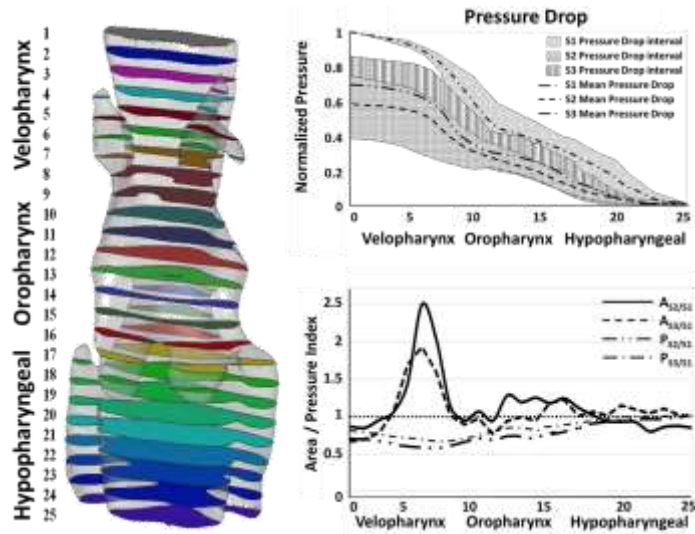 Velopharynx
Oropharynx
Hypopharyngeal
1
2
3
4
5
6
7
8
9
10
11
12
13
14
15
16
17
18
19
20
21
22
23
24
25
Pressure Drop
Normalized Pressure
1
0.8
0.6
0.4
0.2
0
S1 Pressure Drop interval
S2 Pressure Drop interval
S3 Pressure Drop interval
S1 Mean Pressure Drop
S2 Mean Pressure Drop
S3 Mean Pressure Drop
0 5 10 15 20 25
Velopharynx Oropharynx Hypopharyngeal
Area / Pressure Index
2.5
2
1.5
1
0.5
0
A S2/S1
A S3/S1
P S2/S1
P S3/S1
0 5 10 15 20 25
Velopharynx Oropharynx Hypopharyngeal